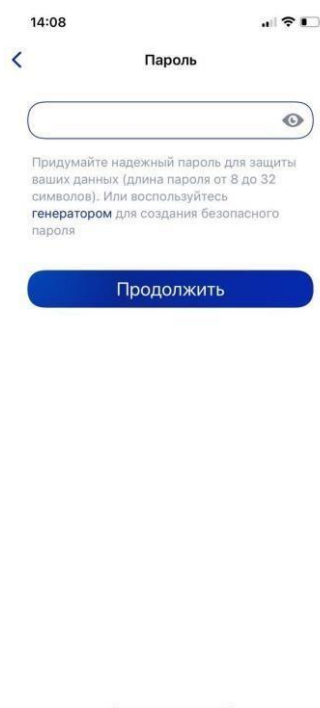 14:08
Пароль
Придумайте надежный пароль для защиты
ваших данных (длина пароля от 8 до 32
символов). Или воспользуйтесь
генератором для создания безопасного
пароля
Продолжить